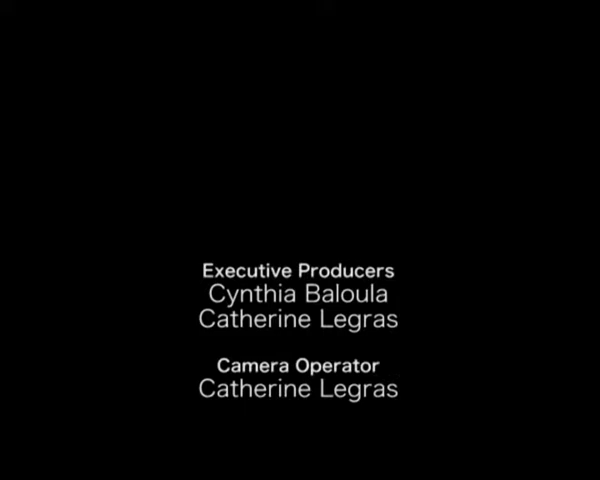 Executive Producers
Cynthia Baloula
Catherine Legras
Camera Operator
Catherine Legras